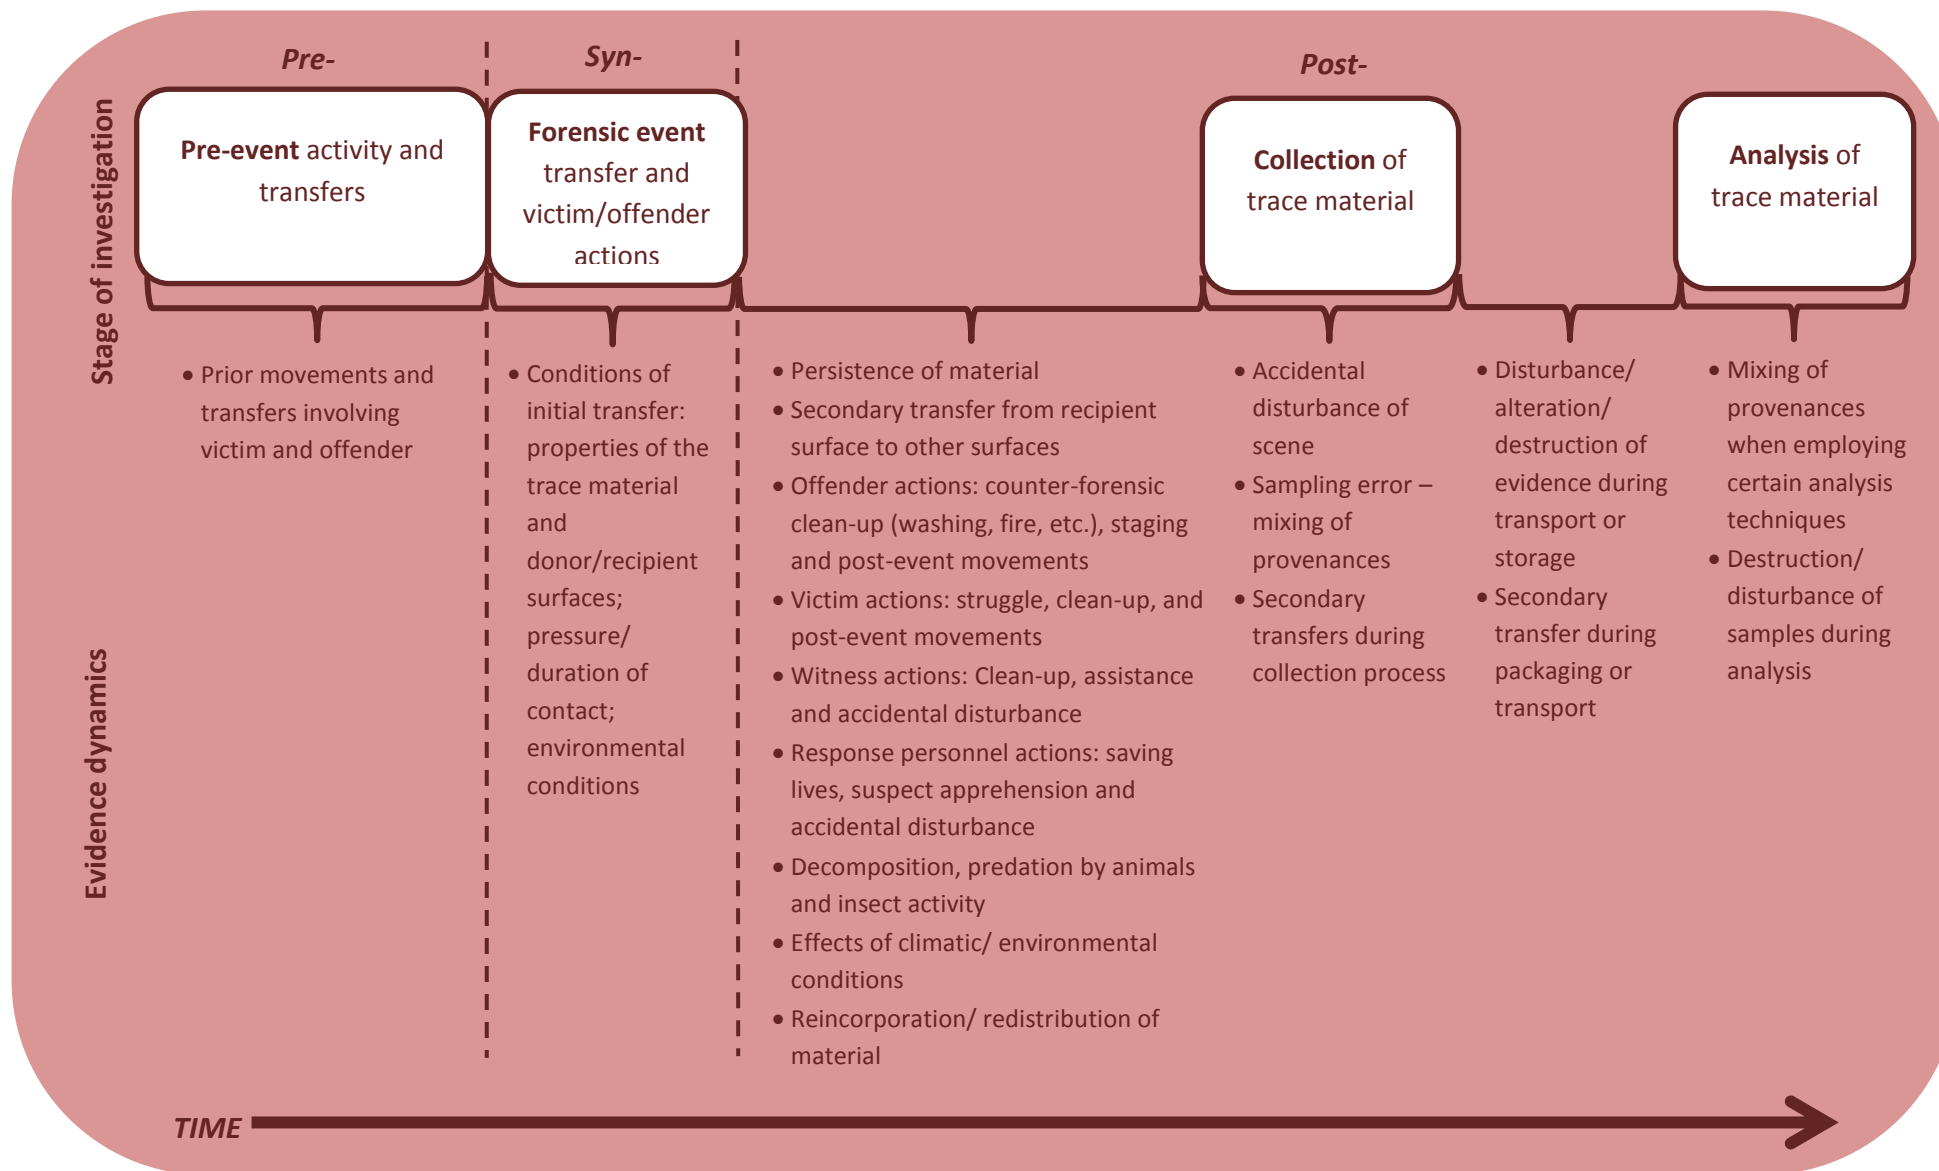 Pre-
Syn-
Post-
Stage of investigation
Pre-event activity and
transfers
Forensic event
transfer and
victim/offender
actions
Collection of
trace material
Analysis of
trace material
Evidence dynamics
• Prior movements and
transfers involving
victim and offender
• Conditions of
initial transfer:
properties of the
trace material
and
donor/recipient
surfaces;
pressure/
duration of
contact;
environmental
conditions
• Persistence of material
• Secondary transfer from recipient
surface to other surfaces
• Offender actions: counter-forensic
clean-up (washing, fire, etc.), staging
and post-event movements
• Victim actions: struggle, clean-up, and
post-event movements
• Witness actions: Clean-up, assistance
and accidental disturbance
• Response personnel actions: saving
lives, suspect apprehension and
accidental disturbance
• Decomposition, predation by animals
and insect activity
• Effects of climatic/ environmental
conditions
• Reincorporation/ redistribution of
material
• Accidental
disturbance of
scene
• Sampling error –
mixing of
provenances
• Secondary
transfers during
collection process
• Disturbance/
alteration/
destruction of
evidence during
transport or
storage
• Secondary
transfer during
packaging or
transport
• Mixing of
provenances
when employing
certain analysis
techniques
• Destruction/
disturbance of
samples during
analysis
TIME